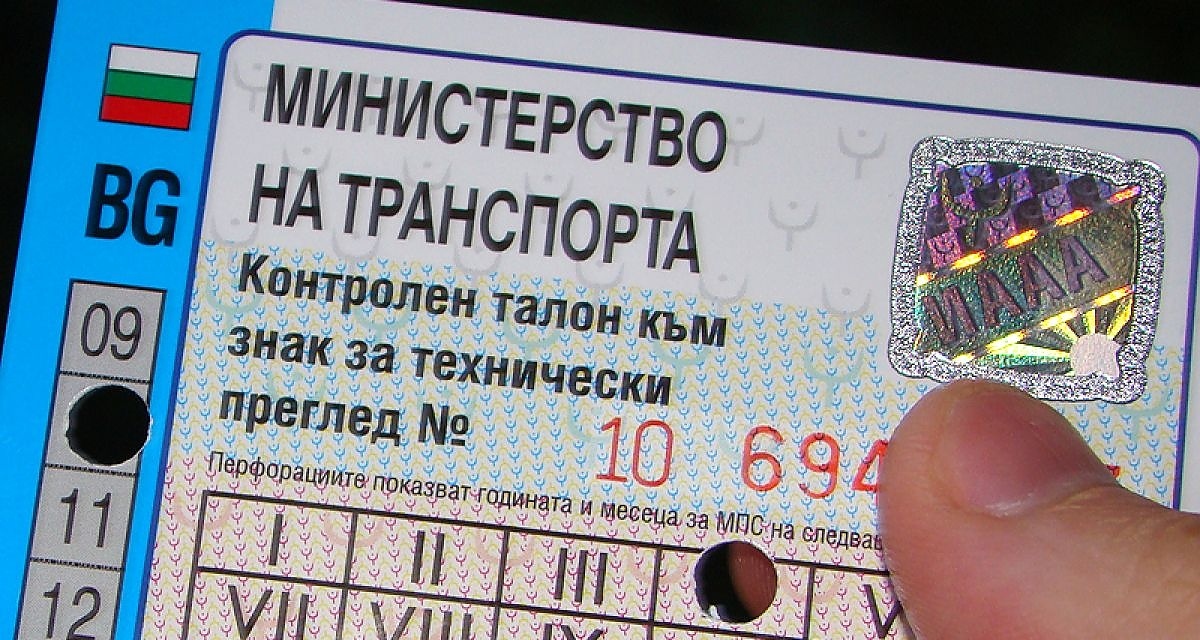 BG
09
11
12
МИНИСТЕРСТВО
НА ТРАНСПОРТА
Контролен талон към
знак за технически
преглед №
10 694
Перфорациите показват годината и месеца за МПС на
I II III
VII VIII IX
ИААА